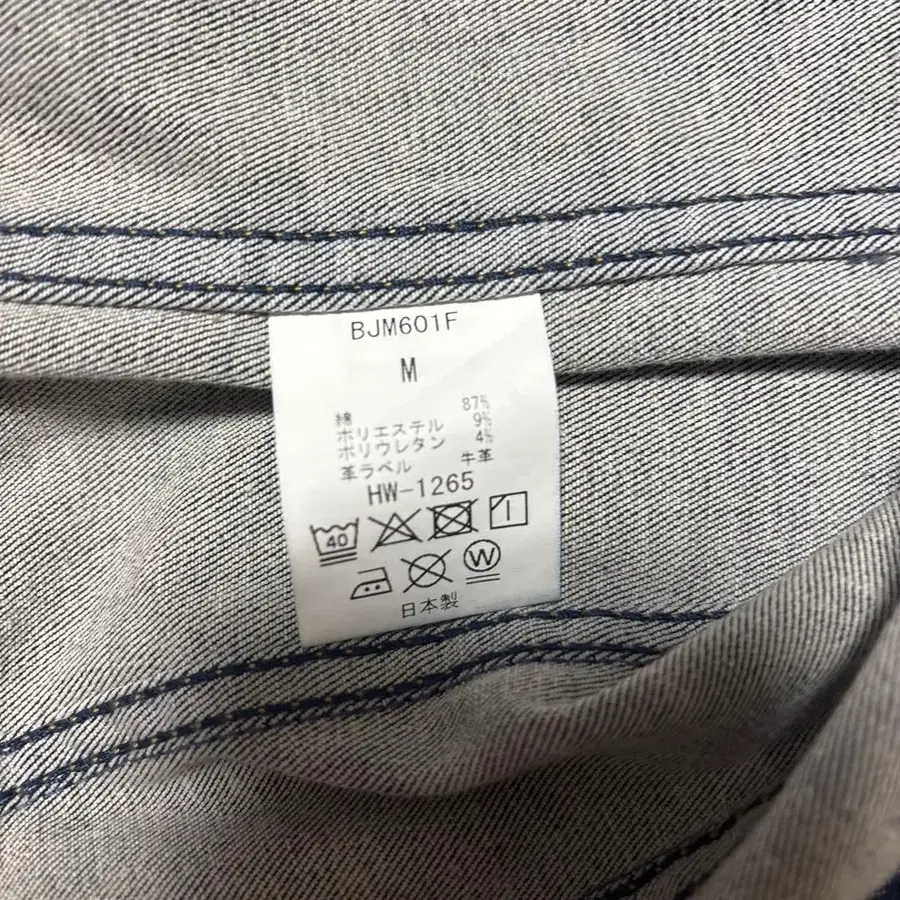 BJM601F
M
綿 87%
ポリエステル 9%
ポリウレタン 4%
革ラベル 牛革
HW-1265
40
W
日本製